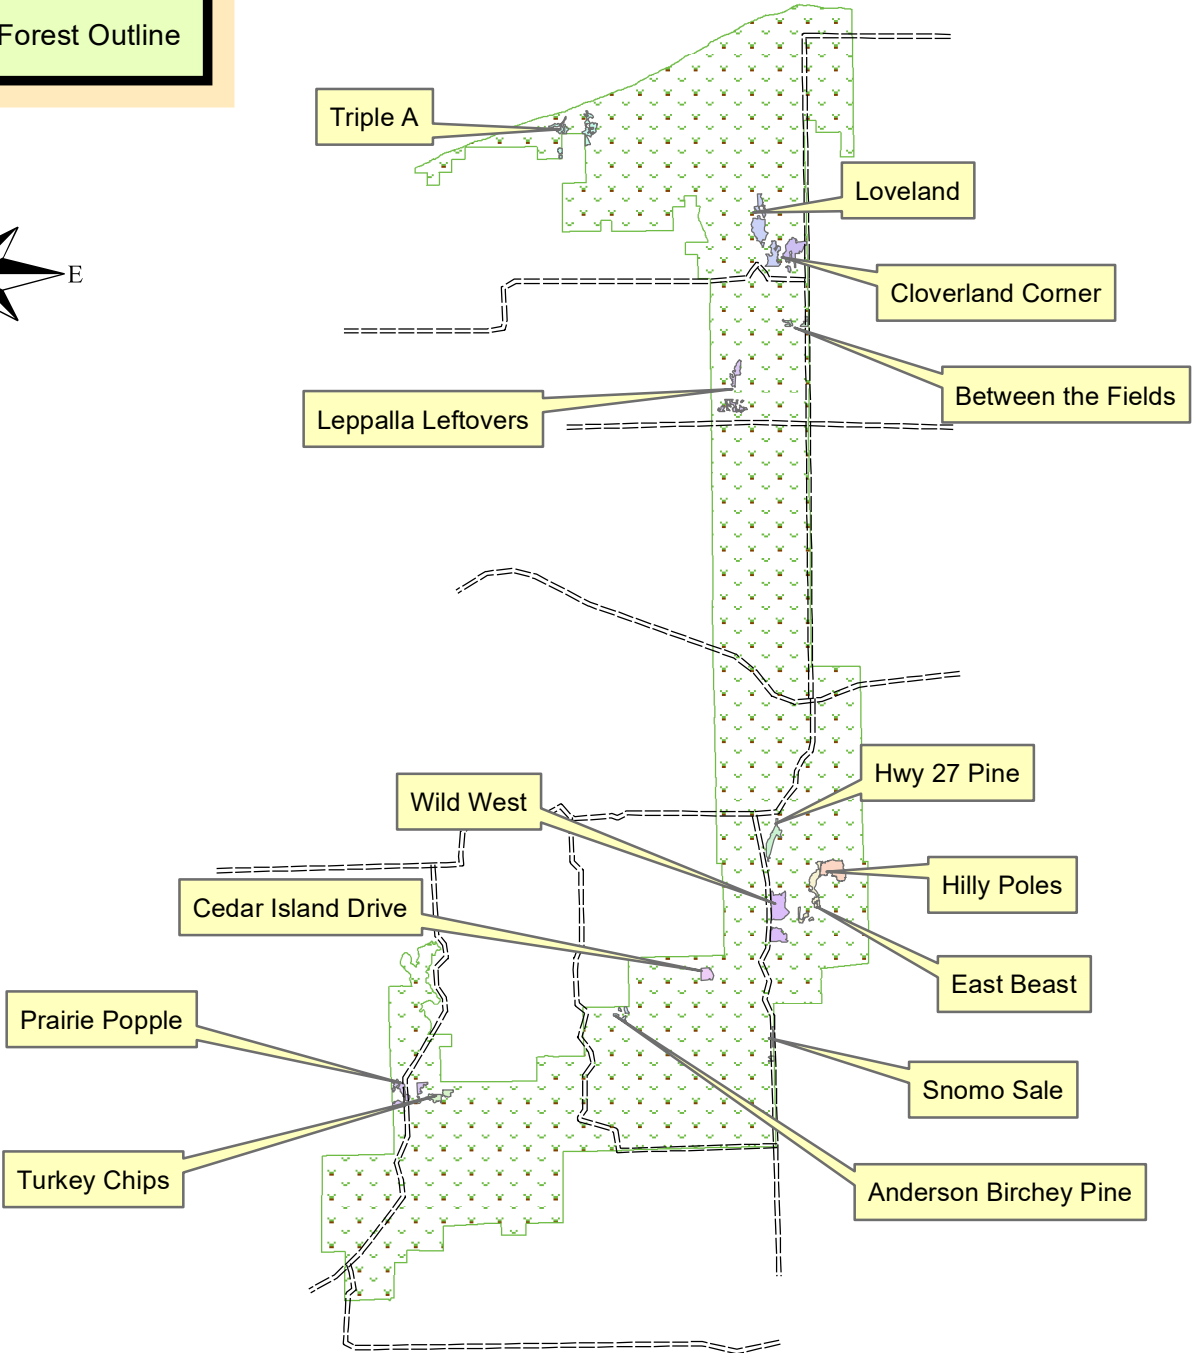 Forest Outline
Triple A
Loveland
E
Cloverland Corner
Between the Fields
Leppalla Leftovers
Hwy 27 Pine
Wild West
Hilly Poles
Cedar Island Drive
East Beast
Prairie Popple
Snomo Sale
Turkey Chips
Anderson Birchey Pine